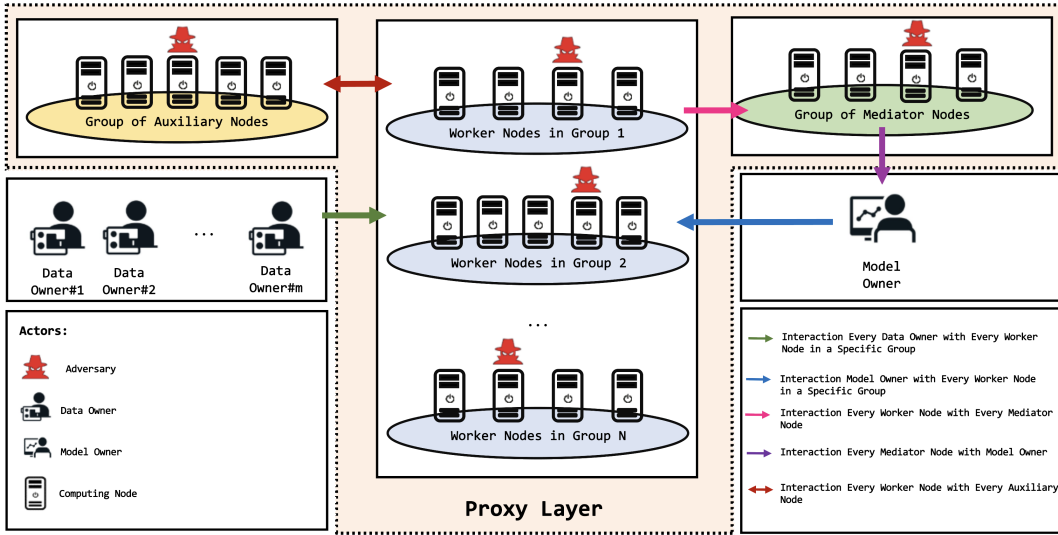 Group of Auxiliary Nodes
Worker Nodes in Group 1
Group of Mediator Nodes
Data
Owner#1
Data
Owner#2
...
Data
Owner#m
Worker Nodes in Group 2
...
Worker Nodes in Group N
Model
Owner
Actors:
Adversary
Data Owner
Model Owner
Computing Node
Proxy Layer
Interaction Every Data Owner with Every Worker
Node in a Specific Group
Interaction Model Owner with Every Worker Node
in a Specific Group
Interaction Every Worker Node with Every Mediator
Node
Interaction Every Mediator Node with Model Owner
Interaction Every Worker Node with Every Auxiliary
Node